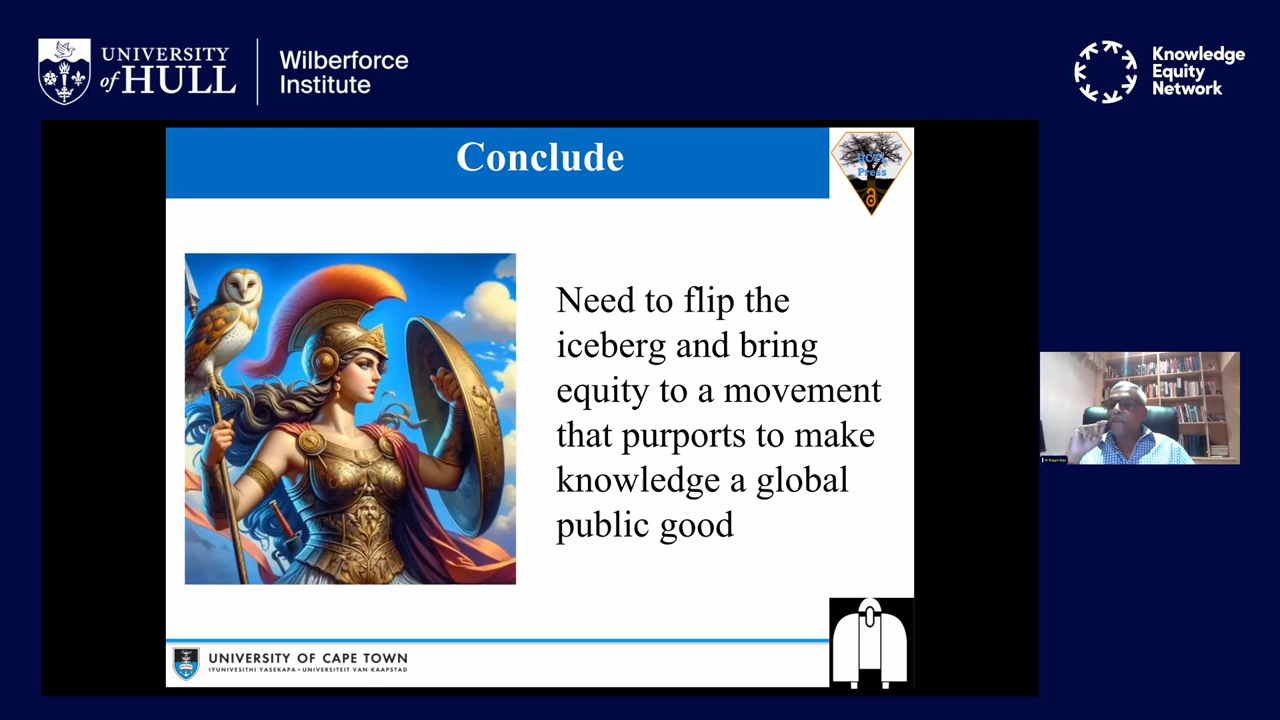 UNIVERSITY
of HULL
Wilberforce
Institute
Knowledge
Equity
Network
Conclude
Press
Need to flip the
iceberg and bring
equity to a movement
that purports to make
knowledge a global
public good
UNIVERSITY OF CAPE TOWN
IYUNIVESITHI YASEKAPA • UNIVERSITEIT VAN KAAPSTAD